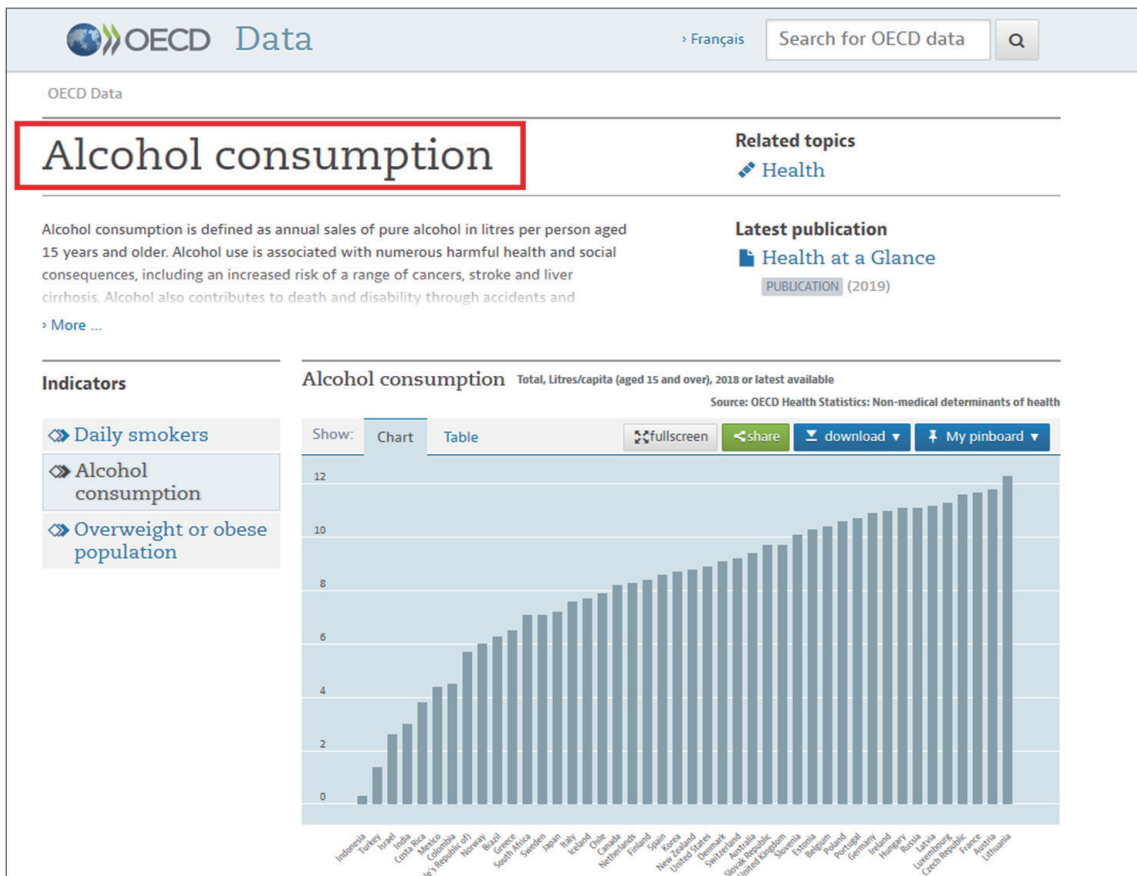 OECD Data
› Français
Search for OECD data
OECD Data
Alcohol consumption
Related topics
Health
Alcohol consumption is defined as annual sales of pure alcohol in litres per person aged
15 years and older. Alcohol use is associated with numerous harmful health and social
consequences, including an increased risk of a range of cancers, stroke and liver
cirrhosis. Alcohol also contributes to death and disability through accidents and
› More ...
Latest publication
Health at a Glance
PUBLICATION (2019)
Indicators
Daily smokers
Alcohol
consumption
Overweight or obese
population
Alcohol consumption Total, Litres/capita (aged 15 and over), 2018 or latest available
Source: OECD Health Statistics: Non-medical determinants of health
Show:
Chart
Table
fullscreen
share
download
My pinboard
12
10
8
6
4
2
0
Indonesia
Turkey
Israel
India
Costa Rica
Mexico
Colombia
's Republic of)
Norway
Brazil
Greece
South Africa
Sweden
Japan
Italy
Iceland
Chile
Canada
Netherlands
Finland
Spain
Korea
New Zealand
United States
Denmark
Switzerland
Australia
Slovak Republic
United Kingdom
Slovenia
Estonia
Belgium
Poland
Portugal
Germany
Ireland
Hungary
Russia
Latvia
Luxembourg
Czech Republic
France
Austria
Lithuania